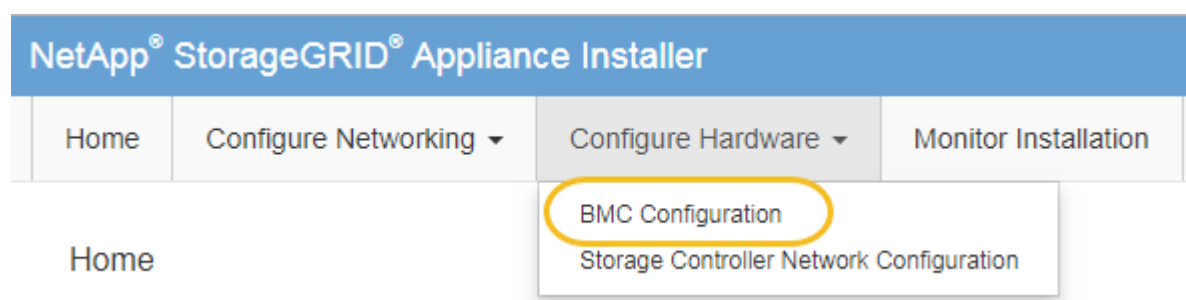 NetApp® StorageGRID® Appliance Installer
Home Configure Networking Configure Hardware Monitor Installation
BMC Configuration
Home
Storage Controller Network Configuration